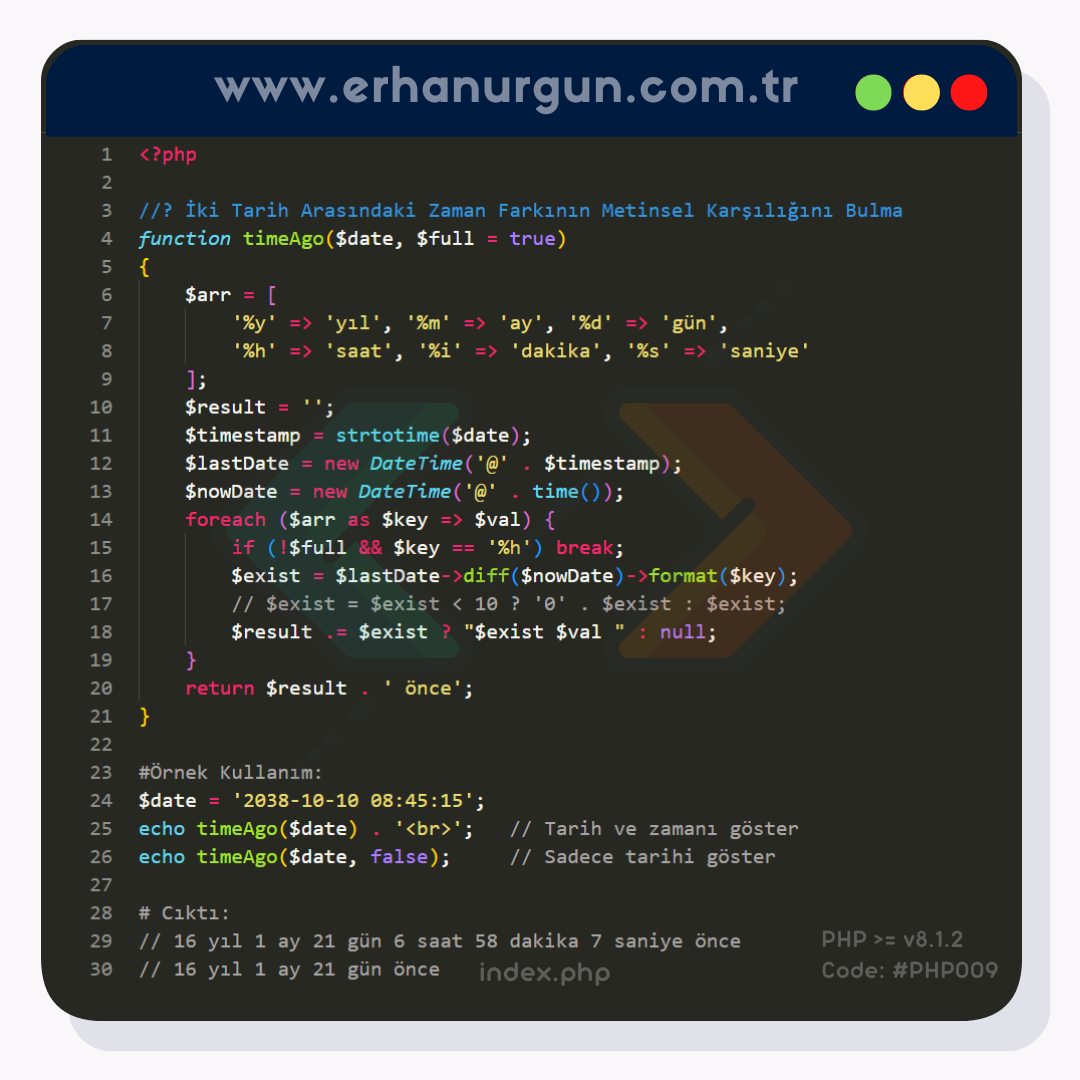 www.erhanurgun.com.tr
1 <?php
2
3 //? İki Tarih Arasındaki Zaman Farkının Metinsel Karşılığını Bulma
4 function timeAgo($date, $full = true)
5 {
6     $arr = [
7         '%y' => 'yıl', '%m' => 'ay', '%d' => 'gün',
8         '%h' => 'saat', '%i' => 'dakika', '%s' => 'saniye'
9     ];
10     $result = '';
11     $timestamp = strtotime($date);
12     $lastDate = new DateTime('@' . $timestamp);
13     $nowDate = new DateTime('@' . time());
14     foreach ($arr as $key => $val) {
15         if (!$full && $key == '%h') break;
16         $exist = $lastDate->diff($nowDate)->format($key);
17         // $exist = $exist < 10 ? '0' . $exist : $exist;
18         $result .= $exist ? "$exist $val " : null;
19     }
20     return $result . ' önce';
21 }
22
23 #Örnek Kullanım:
24 $date = '2038-10-10 08:45:15';
25 echo timeAgo($date) . '<br>';   // Tarih ve zamanı göster
26 echo timeAgo($date, false);     // Sadece tarihi göster
27
28 # Cıktı:
29 // 16 yıl 1 ay 21 gün 6 saat 58 dakika 7 saniye önce
30 // 16 yıl 1 ay 21 gün önce
index.php
PHP >= v8.1.2
Code: #PHP009